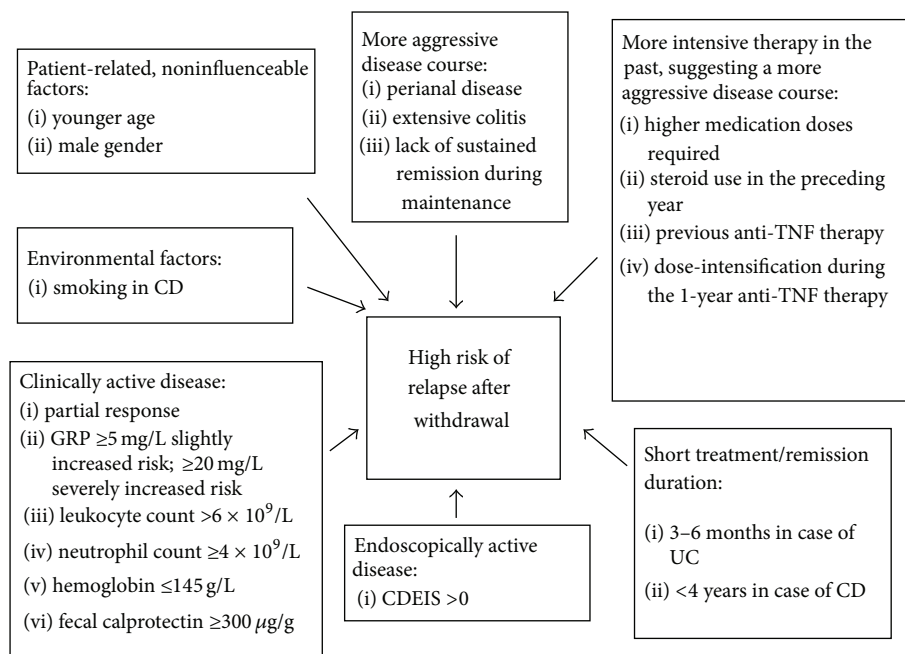 Patient-related, noninfluenceable
factors:
(i) younger age
(ii) male gender
More aggressive
disease course:
(i) perianal disease
(ii) extensive colitis
(iii) lack of sustained
remission during
maintenance
More intensive therapy in the
past, suggesting a more
aggressive disease course:
(i) higher medication doses
required
(ii) steroid use in the preceding
year
(iii) previous anti-TNF therapy
(iv) dose-intensification during
the 1-year anti-TNF therapy
Environmental factors:
(i) smoking in CD
High risk of
relapse after
withdrawal
Clinically active disease:
(i) partial response
(ii) GRP ≥5 mg/L slightly
increased risk; ≥20 mg/L
severely increased risk
(iii) leukocyte count >6 × 10⁹/L
(iv) neutrophil count ≥4 × 10⁹/L
(v) hemoglobin ≤145 g/L
(vi) fecal calprotectin ≥300 μg/g
Endoscopically active
disease:
(i) CDEIS >0
Short treatment/remission
duration:
(i) 3–6 months in case of
UC
(ii) <4 years in case of CD